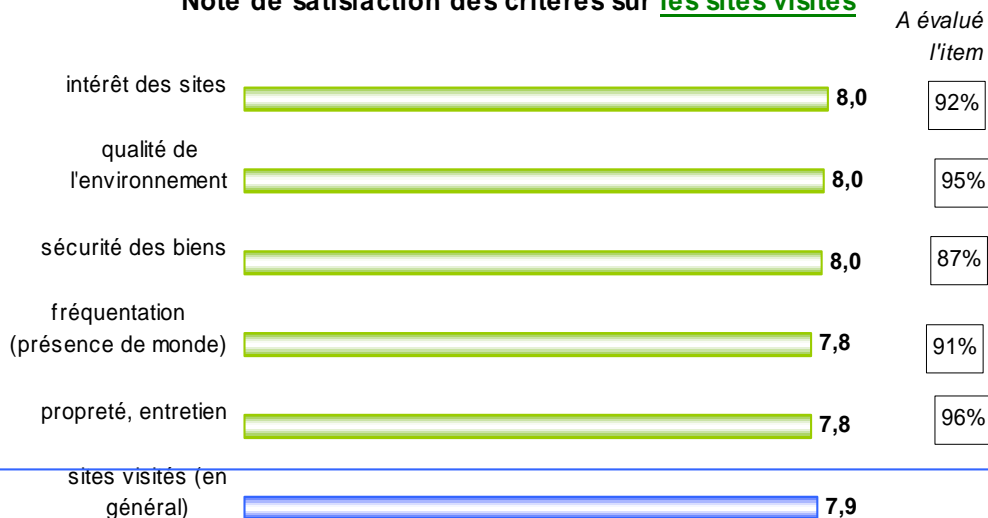 Note de satisfaction des critères sur les sites visités
A évalué
l'item
intérêt des sites 8,0 92%
qualité de
l'environnement 8,0 95%
sécurité des biens 8,0 87%
fréquentation
(présence de monde) 7,8 91%
propreté, entretien 7,8 96%
sites visités (en
général) 7,9